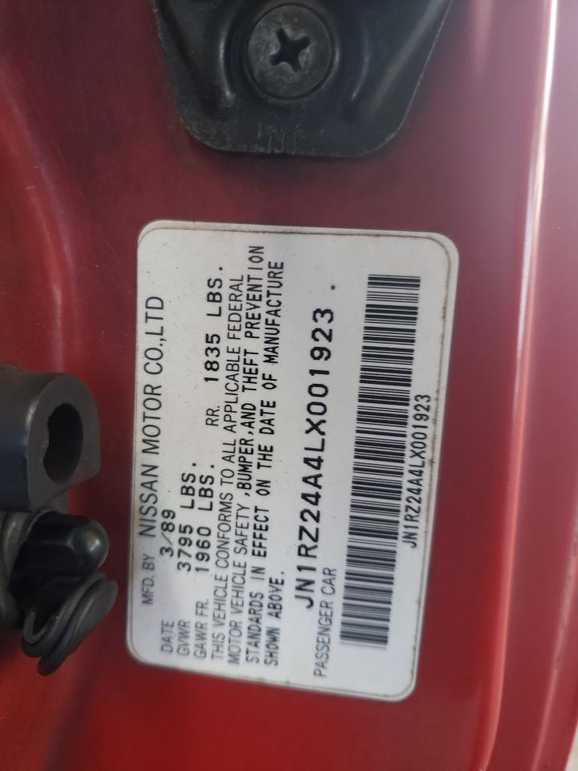 MFD. BY NISSAN MOTOR CO.,LTD
DATE 3/89
GVWR 3795 LBS.
GAWR FR. 1960 LBS. RR. 1835 LBS.
THIS VEHICLE CONFORMS TO ALL APPLICABLE FEDERAL
MOTOR VEHICLE SAFETY ,BUMPER,AND THEFT PREVENTION
STANDARDS IN EFFECT ON THE DATE OF MANUFACTURE
SHOWN ABOVE.
JN1RZ24A4LX001923 .
PASSENGER CAR
JN1RZ24A4LX001923